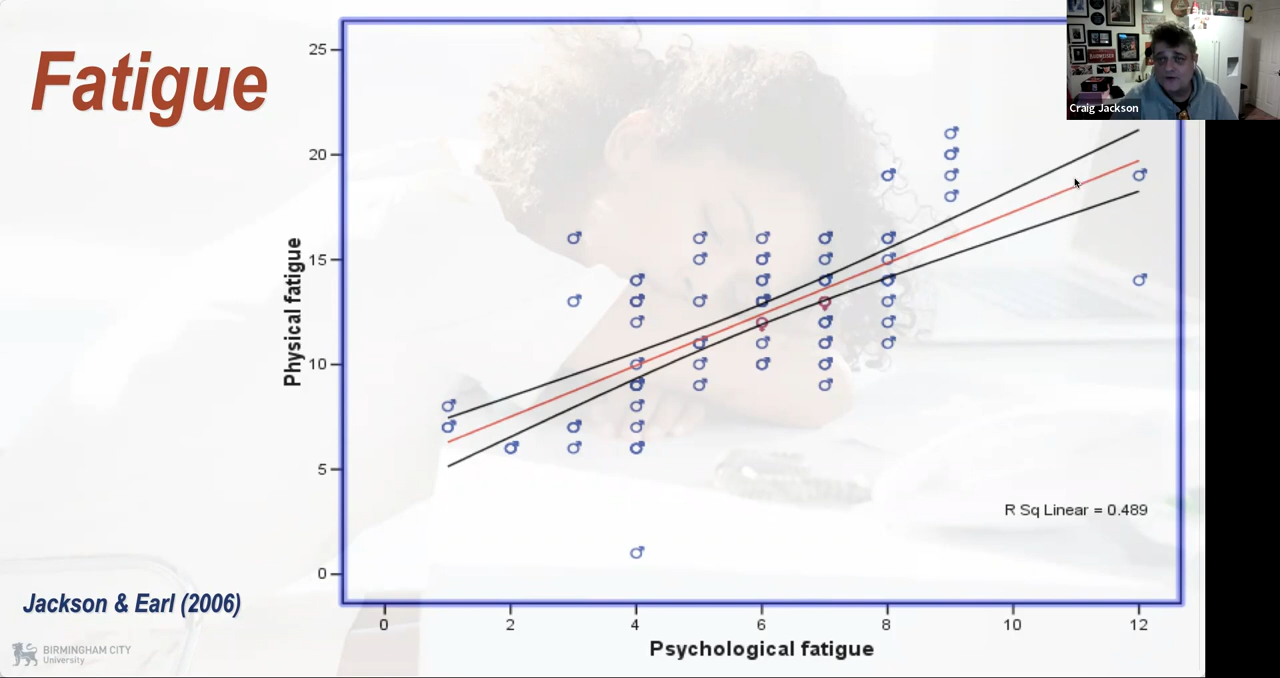 Fatigue
25
20
15
10
5
0
Physical fatigue
0 2 4 6 8 10 12
Psychological fatigue
R Sq Linear = 0.489
Craig Jackson
Jackson & Earl (2006)
BIRMINGHAM CITY
University